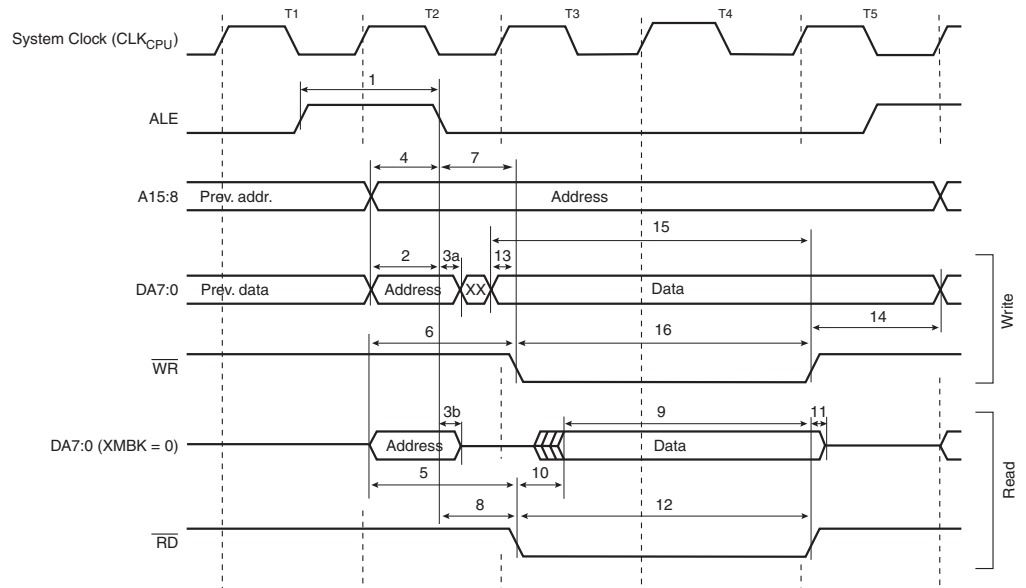 T1 T2 T3 T4 T5
System Clock (CLKCPU)
1
ALE
4 7
A15:8 Prev. addr. Address
15
2 3a 13
DA7:0 Prev. data Address XX Data
14
6 16
WR
Write
3b 9 11
DA7:0 (XMBK = 0) Address Data
5 10
8 12
RD
Read